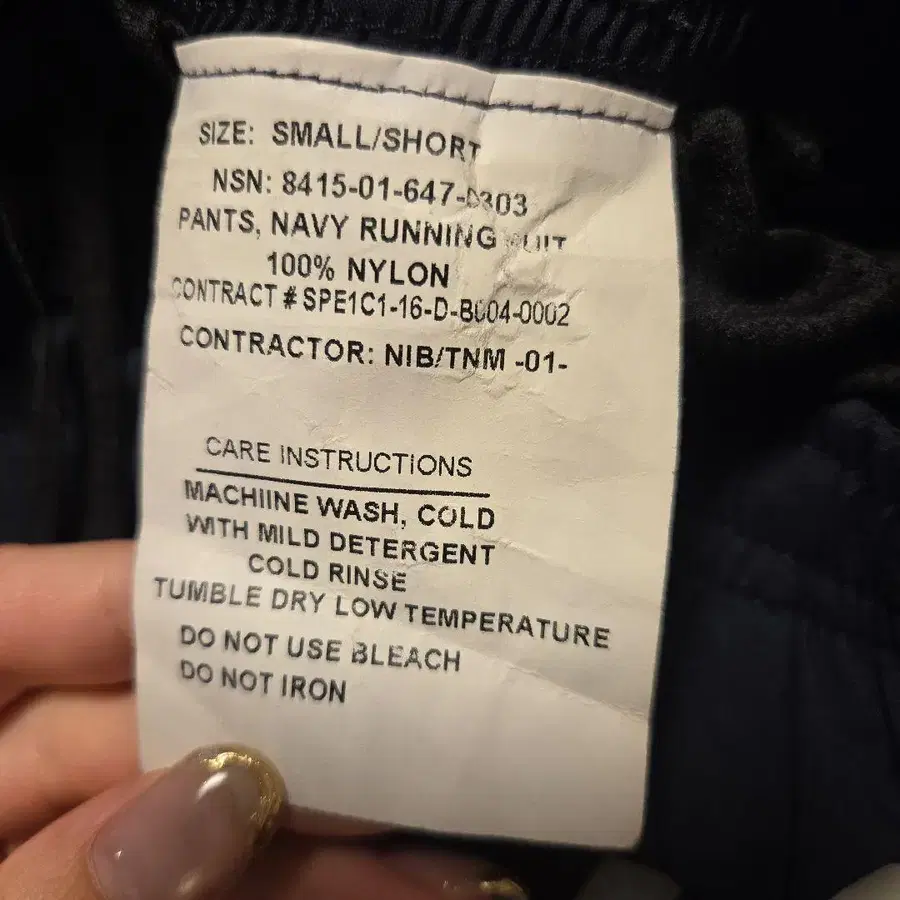 SIZE: SMALL/SHORT
NSN: 8415-01-647-0303
PANTS, NAVY RUNNING
100% NYLON
CONTRACT # SPE1C1-16-D-B004-0002
CONTRACTOR: NIB/TNM -01-
CARE INSTRUCTIONS
MACHIINE WASH, COLD
WITH MILD DETERGENT
COLD RINSE
TUMBLE DRY LOW TEMPERATURE
DO NOT USE BLEACH
DO NOT IRON